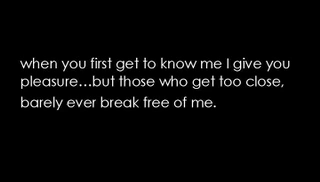 when you first get to know me I give you
pleasure...but those who get too close,
barely ever break free of me.